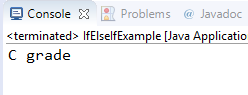 Console Problems @ Javadoc
<terminated> IfElseIfExample [Java Applicatio
C grade